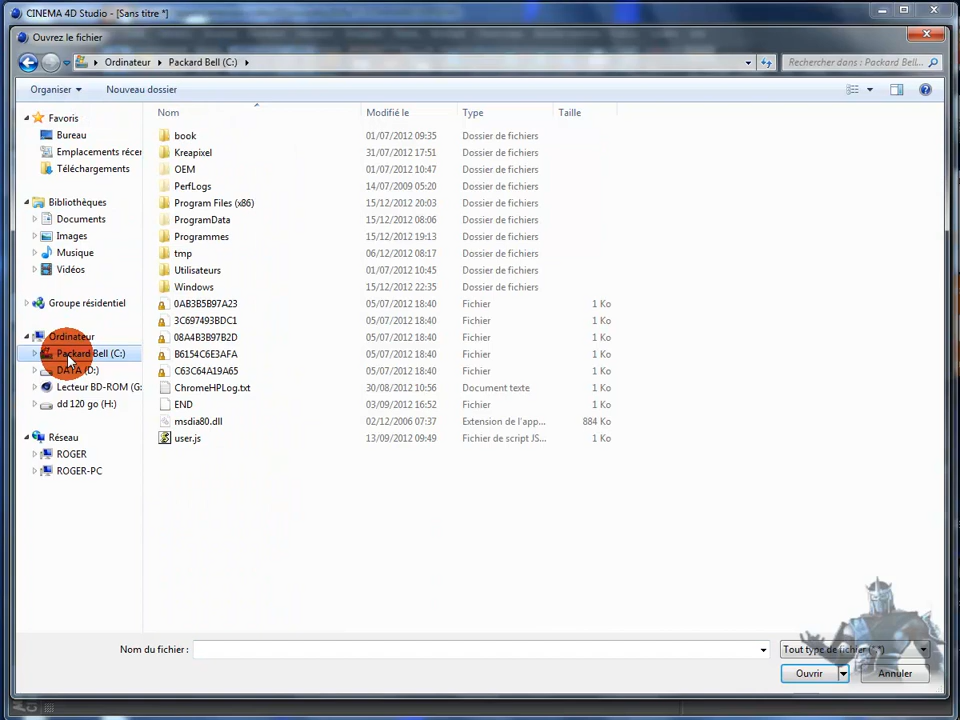 CINEMA 4D Studio - [Sans titre *]
Ouvrez le fichier
Ordinateur
Packard Bell (C:)
Rechercher dans : Packard Bell...
Organiser
Nouveau dossier
Favoris
Bureau
Emplacements récer
Téléchargements
Bibliothèques
Documents
Images
Musique
Vidéos
Groupe résidentiel
Ordinateur
Packard Bell (C:)
DATA (D:)
Lecteur BD-ROM (G:
dd 120 go (H:)
Réseau
ROGER
ROGER-PC
Nom Modifié le Type Taille
book 01/07/2012 09:35 Dossier de fichiers
Kreapixel 31/07/2012 17:51 Dossier de fichiers
OEM 01/07/2012 10:47 Dossier de fichiers
PerfLogs 14/07/2009 05:20 Dossier de fichiers
Program Files (x86) 15/12/2012 20:03 Dossier de fichiers
ProgramData 15/12/2012 08:06 Dossier de fichiers
Programmes 15/12/2012 19:13 Dossier de fichiers
tmp 06/12/2012 08:17 Dossier de fichiers
Utilisateurs 01/07/2012 10:45 Dossier de fichiers
Windows 15/12/2012 22:35 Dossier de fichiers
0AB3B5B97A23 05/07/2012 18:40 Fichier 1 Ko
3C697493BDC1 05/07/2012 18:40 Fichier 1 Ko
08A4B3B97B2D 05/07/2012 18:40 Fichier 1 Ko
B6154C6E3AFA 05/07/2012 18:40 Fichier 1 Ko
C63C64A19A65 05/07/2012 18:40 Fichier 1 Ko
ChromeHPLog.txt 30/08/2012 10:56 Document texte 1 Ko
END 03/09/2012 16:52 Fichier 1 Ko
msdia80.dll 02/12/2006 07:37 Extension de l'app... 884 Ko
user.js 13/09/2012 09:49 Fichier de script JS... 1 Ko
Nom du fichier :
Tout type de fichier (*.*)
Ouvrir
Annuler